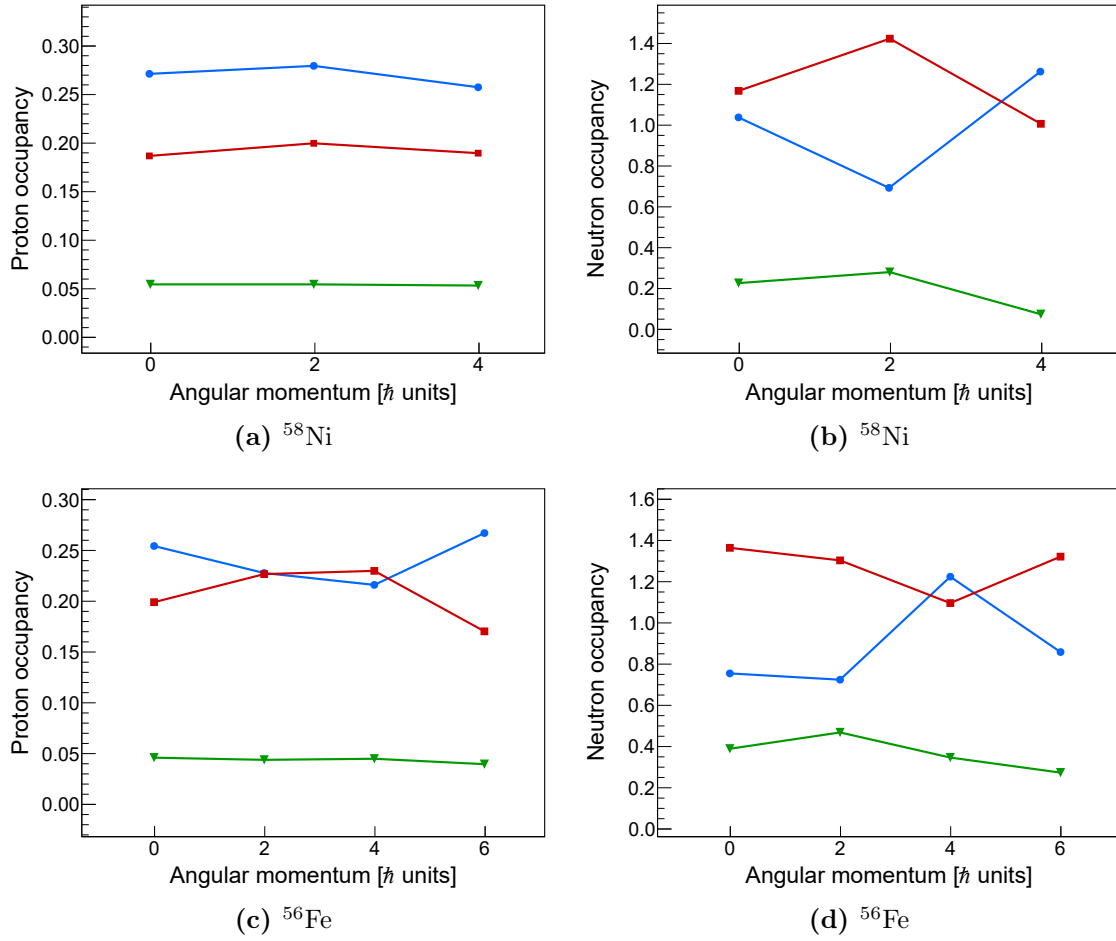 0.30
0.25
0.20
0.15
0.10
0.05
0.00
Proton occupancy
0 2 4
Angular momentum [ℏ units]
(a) ⁵⁸Ni
1.4
1.2
1.0
0.8
0.6
0.4
0.2
0.0
Neutron occupancy
0 2 4
Angular momentum [ℏ units]
(b) ⁵⁸Ni
0.30
0.25
0.20
0.15
0.10
0.05
0.00
Proton occupancy
0 2 4 6
Angular momentum [ℏ units]
(c) ⁵⁶Fe
1.6
1.4
1.2
1.0
0.8
0.6
0.4
0.2
0.0
Neutron occupancy
0 2 4 6
Angular momentum [ℏ units]
(d) ⁵⁶Fe